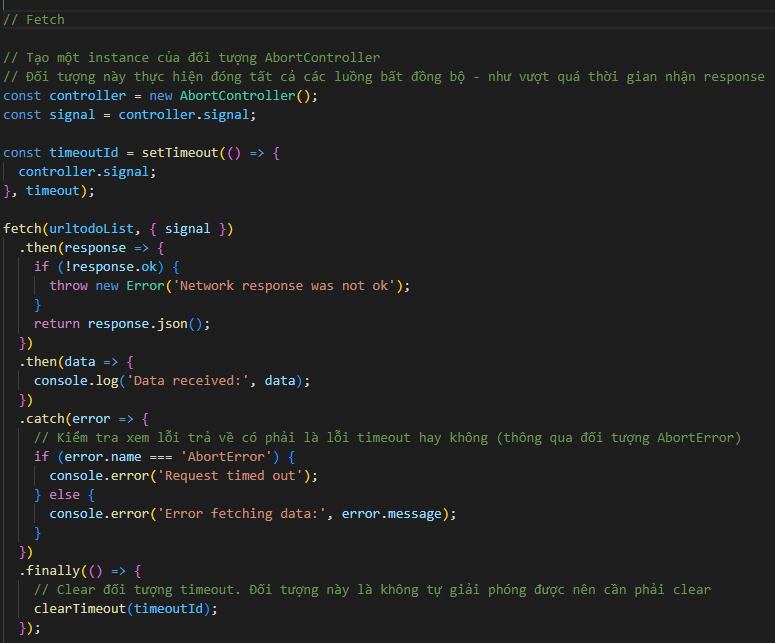 // Fetch
// Tạo một instance của đối tượng AbortController
// Đối tượng này thực hiện đóng tất cả các luồng bất đồng bộ - như vượt quá thời gian nhận response
const controller = new AbortController();
const signal = controller.signal;
const timeoutId = setTimeout(() => {
  controller.signal;
}, timeout);
fetch(urltodoList, { signal })
  .then(response => {
    if (!response.ok) {
      throw new Error('Network response was not ok');
    }
    return response.json();
  })
  .then(data => {
    console.log('Data received:', data);
  })
  .catch(error => {
    // Kiểm tra xem lỗi trả về có phải là lỗi timeout hay không (thông qua đối tượng AbortError)
    if (error.name === 'AbortError') {
      console.error('Request timed out');
    } else {
      console.error('Error fetching data:', error.message);
    }
  })
  .finally(() => {
    // Clear đối tượng timeout. Đối tượng này là không tự giải phóng được nên cần phải clear
    clearTimeout(timeoutId);
  });